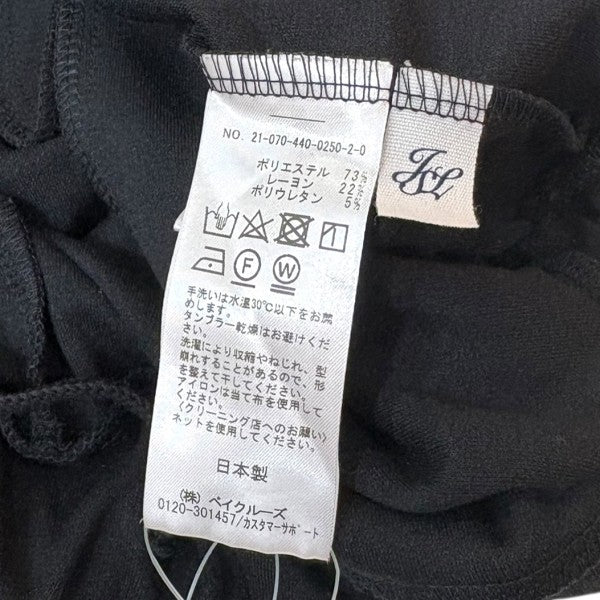 NO. 21-070-440-0250-2-0
ポリエステル 73%
レーヨン 22%
ポリウレタン 5%
F
W
手洗いは水温30℃以下をお薦
めします。
タンブラー乾燥はお避けくだ
さい。
洗濯により収縮やねじれ、型
崩れすることがあるので、形
を整えて干してください。
アイロンは当て布を使用して
ください。
<クリーニング店へのお願い>
ネットを使用してください。
日本製
(株) ベイクルーズ
0120-301457/カスタマーサポート